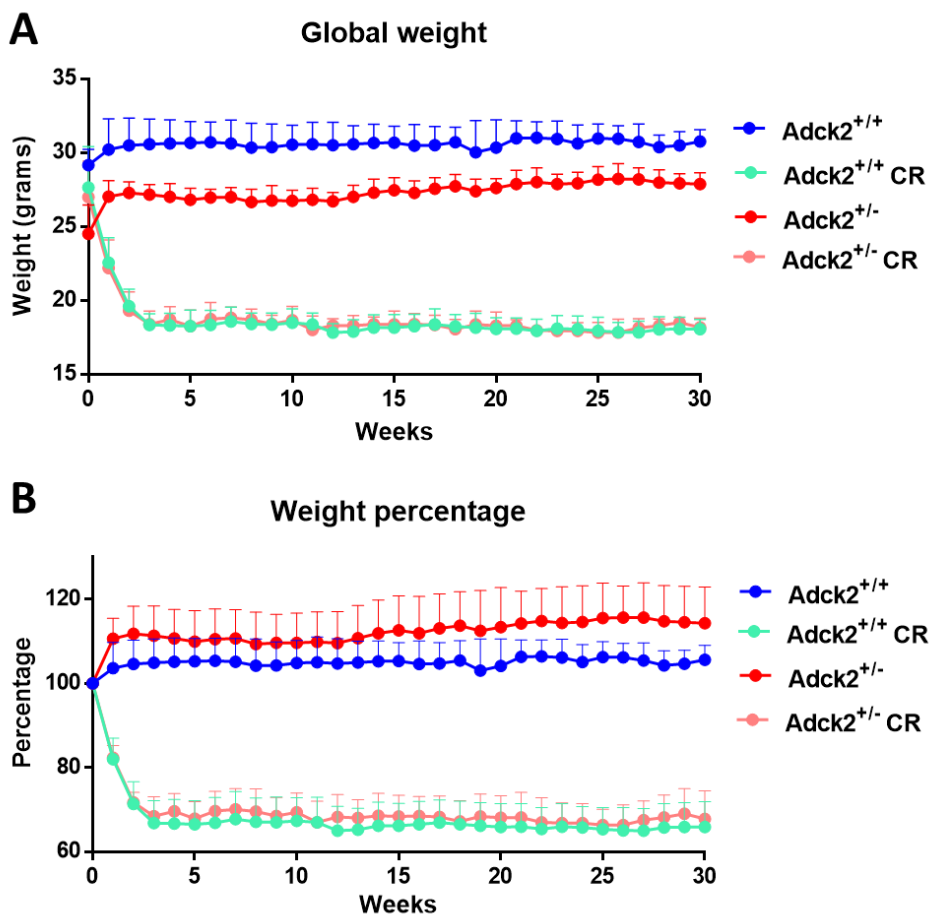 A
Global weight
Weight (grams)
35
30
25
20
15
0
5
10
15
20
25
30
Weeks
Adck2+/+
Adck2+/+ CR
Adck2+/-
Adck2+/- CR
B
Weight percentage
Percentage
120
100
80
60
0
5
10
15
20
25
30
Weeks
Adck2+/+
Adck2+/+ CR
Adck2+/-
Adck2+/- CR